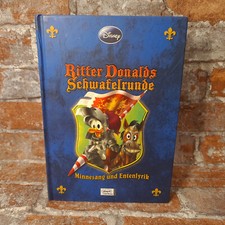 Disney
Ritter Donalds
Schwafelrunde
Minnesang und Entenlyrik